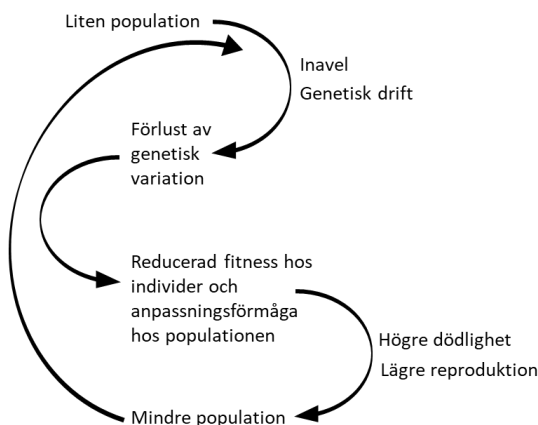 Liten population
Inavel
Genetisk drift
Förlust av
genetisk
variation
Reducerad fitness hos
individer och
anpassningsförmåga
hos populationen
Högre dödlighet
Lägre reproduktion
Mindre population